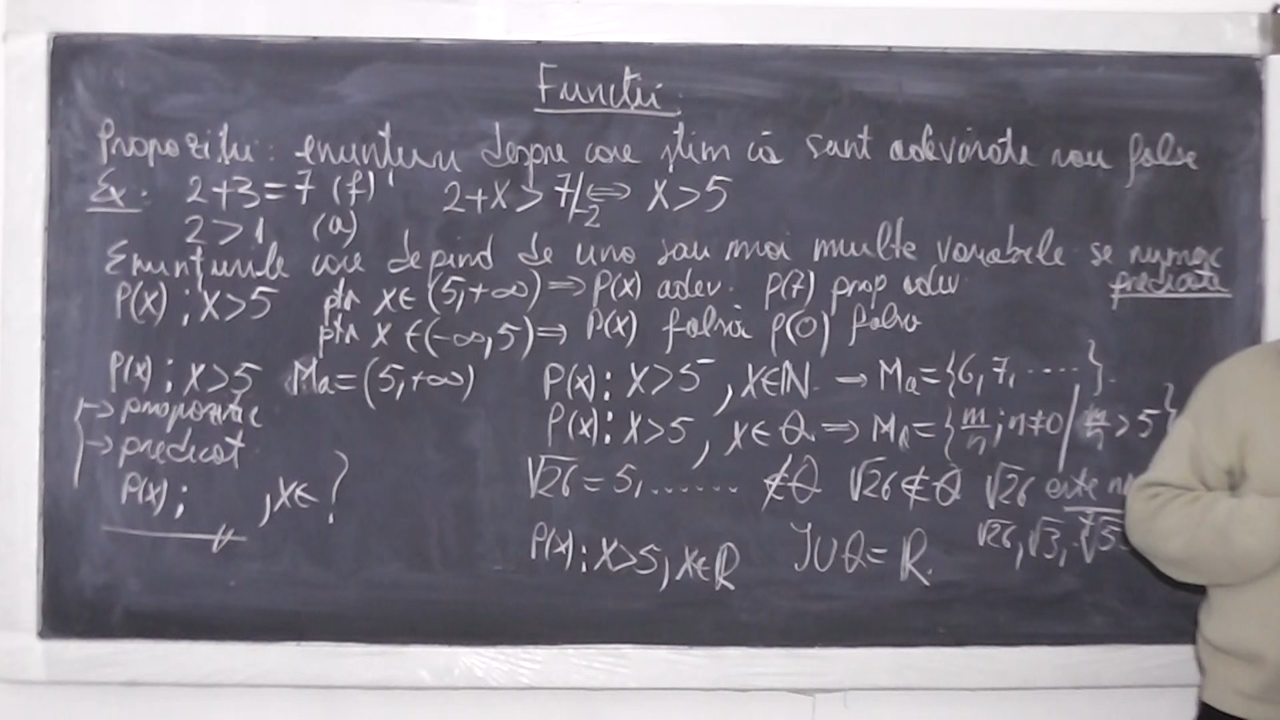 Funcții
Propoziții: enunțuri despre care știm că sunt adevărate sau false
Ex: 2+3=7 (f) 2+x>7/-2 ⇔ x>5
2>1 (a)
Enunțurile care depind de una sau mai multe variabile se numesc
predicate
P(x); x>5 ptr x∈(5,+∞)⇒P(x) adev. p(7) prop adev
ptr x∈(-∞,5)⇒ P(x) falsă p(0) falsă
P(x): x>5 Ma=(5,+∞) P(x): x>5, x∈N → Ma={6,7,.....}
→ propoziție P(x): x>5, x∈Q ⇒ Ma={m/n; n≠0 / m/n >5}
→ predicat
P(x): ,x∈? √26=5,....... ∉Q √26∉Q √26 este
P(x): x>5, x∈R I∪Q=R. √26,√3,